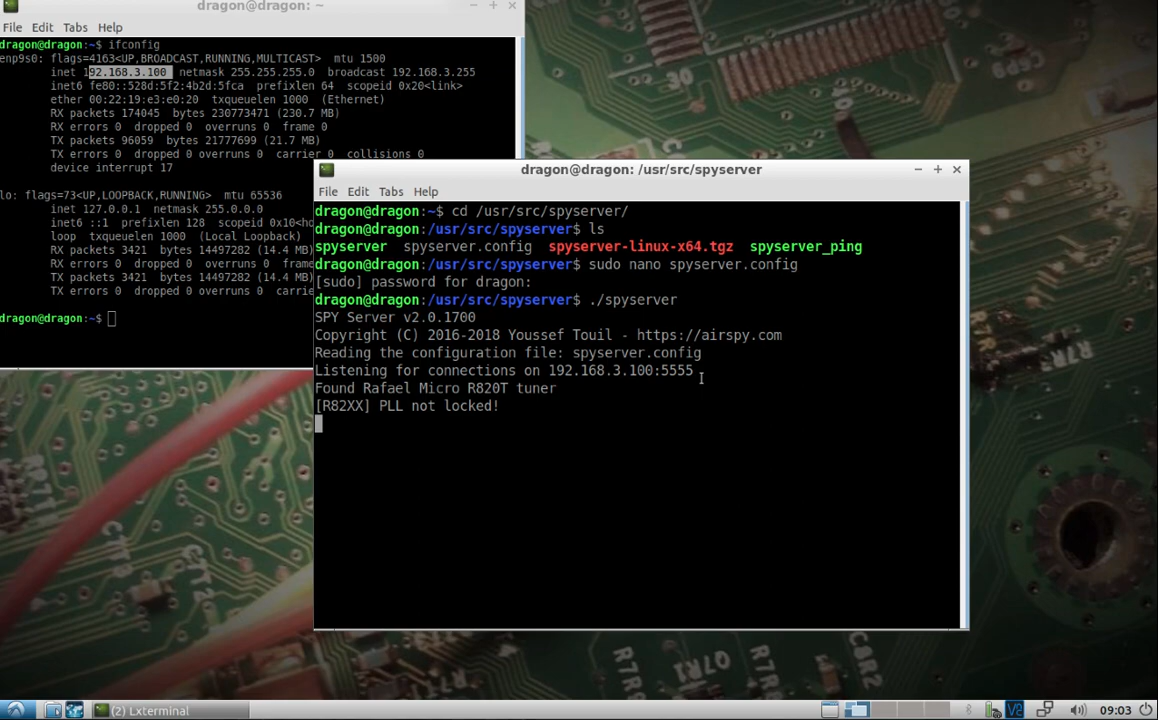 dragon@dragon: ~
File Edit Tabs Help
dragon@dragon:~$ ifconfig
enp9s0: flags=4163<UP,BROADCAST,RUNNING,MULTICAST>  mtu 1500
inet 192.168.3.100  netmask 255.255.255.0  broadcast 192.168.3.255
inet6 fe80::528d:5f2:4b2d:5fca  prefixlen 64  scopeid 0x20<link>
ether 00:22:19:e3:e0:20  txqueuelen 1000  (Ethernet)
RX packets 174045  bytes 230773471 (230.7 MB)
RX errors 0  dropped 0  overruns 0  frame 0
TX packets 96059  bytes 21777699 (21.7 MB)
TX errors 0  dropped 0 overruns 0  carrier 0  collisions 0
device interrupt 17
lo: flags=73<UP,LOOPBACK,RUNNING>  mtu 65536
inet 127.0.0.1  netmask 255.0.0.0
inet6 ::1  prefixlen 128  scopeid 0x10<ho
loop  txqueuelen 1000  (Local Loopback)
RX packets 3421  bytes 14497282 (14.4 MB)
RX errors 0  dropped 0  overruns 0  frame
TX packets 3421  bytes 14497282 (14.4 MB)
TX errors 0  dropped 0 overruns 0  carrie
dragon@dragon:~$
dragon@dragon: /usr/src/spyserver
File Edit Tabs Help
dragon@dragon:~$ cd /usr/src/spyserver/
dragon@dragon:/usr/src/spyserver$ ls
spyserver  spyserver.config  spyserver-linux-x64.tgz  spyserver_ping
dragon@dragon:/usr/src/spyserver$ sudo nano spyserver.config
[sudo] password for dragon:
dragon@dragon:/usr/src/spyserver$ ./spyserver
SPY Server v2.0.1700
Copyright (C) 2016-2018 Youssef Touil - https://airspy.com
Reading the configuration file: spyserver.config
Listening for connections on 192.168.3.100:5555
Found Rafael Micro R820T tuner
[R82XX] PLL not locked!
(2) Lxterminal
09:03